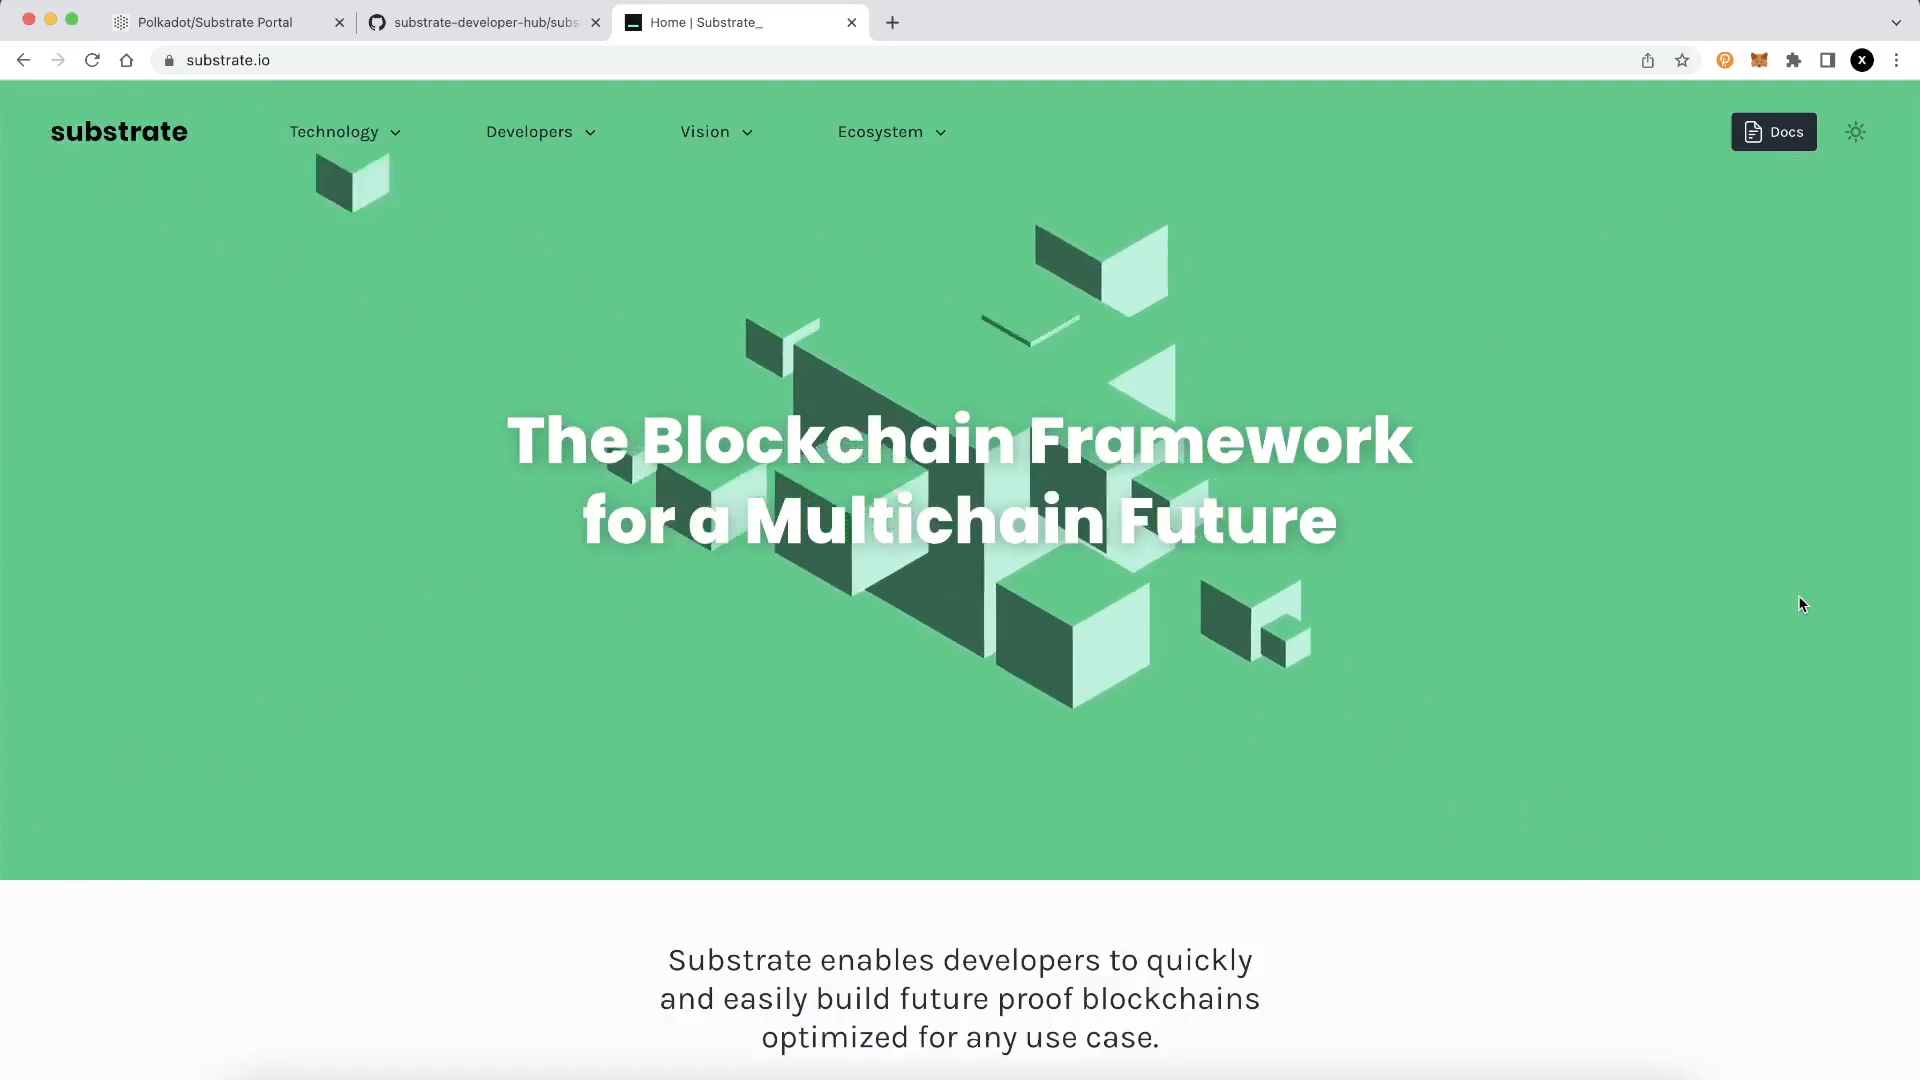 Polkadot/Substrate Portal
substrate-developer-hub/subs
Home | Substrate_
substrate.io
X
substrate
Technology
Developers
Vision
Ecosystem
Docs
The Blockchain Framework
for a Multichain Future
Substrate enables developers to quickly
and easily build future proof blockchains
optimized for any use case.